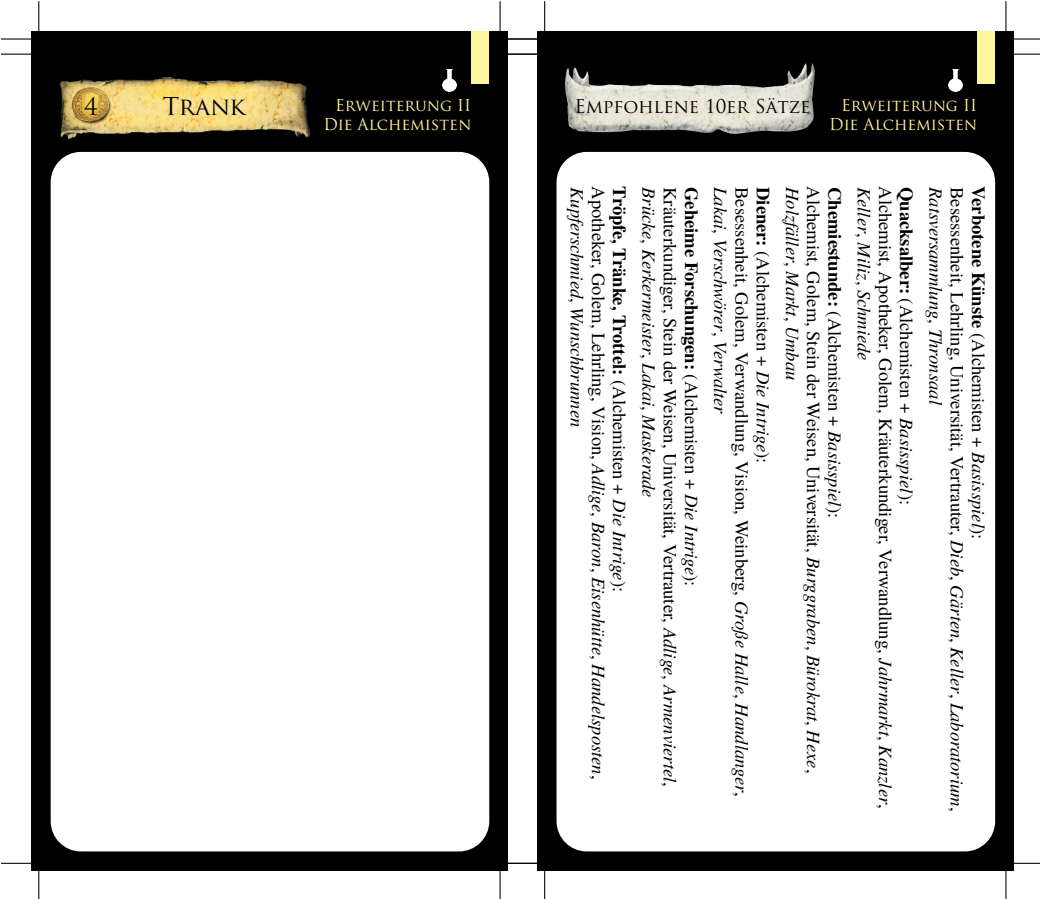 4
TRANK
ERWEITERUNG II
DIE ALCHEMISTEN
EMPFOHLENE 10ER SÄTZE
ERWEITERUNG II
DIE ALCHEMISTEN
Verbotene Künste (Alchemisten + Basisspiel):
Besessenheit, Lehrling, Universität, Vertrauter, Dieb, Gärten, Keller, Laboratorium,
Ratsversammlung, Thronsaal
Quacksalber: (Alchemisten + Basisspiel):
Alchemist, Apotheker, Golem, Kräuterkundiger, Verwandlung, Jahrmarkt, Kanzler,
Keller, Miliz, Schmiede
Chemiestunde: (Alchemisten + Basisspiel):
Alchemist, Golem, Stein der Weisen, Universität, Burggraben, Bürokrat, Hexe,
Holzfäller, Markt, Umbau
Diener: (Alchemisten + Die Intrige):
Besessenheit, Golem, Verwandlung, Vision, Weinberg, Große Halle, Handlanger,
Lakai, Verschwörer, Verwalter
Geheime Forschungen: (Alchemisten + Die Intrige):
Kräuterkundiger, Stein der Weisen, Universität, Vertrauter, Adlige, Armenviertel,
Brücke, Kerkermeister, Lakai, Maskerade
Tröpfe, Tränke, Trottel: (Alchemisten + Die Intrige):
Apotheker, Golem, Lehrling, Vision, Adlige, Baron, Eisenhütte, Handelsposten,
Kupferschmied, Wunschbrunnen